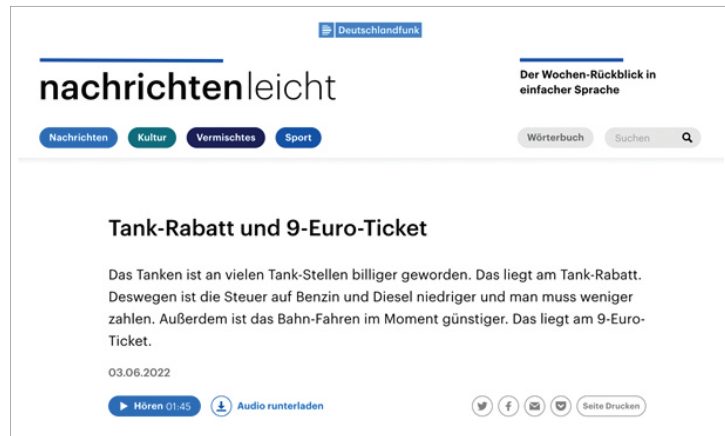 Deutschlandfunk
nachrichtenleicht
Der Wochen-Rückblick in
einfacher Sprache
Nachrichten Kultur Vermischtes Sport Wörterbuch Suchen
Tank-Rabatt und 9-Euro-Ticket
Das Tanken ist an vielen Tank-Stellen billiger geworden. Das liegt am Tank-Rabatt.
Deswegen ist die Steuer auf Benzin und Diesel niedriger und man muss weniger
zahlen. Außerdem ist das Bahn-Fahren im Moment günstiger. Das liegt am 9-Euro-
Ticket.
03.06.2022
Hören 01:45 Audio runterladen Seite Drucken